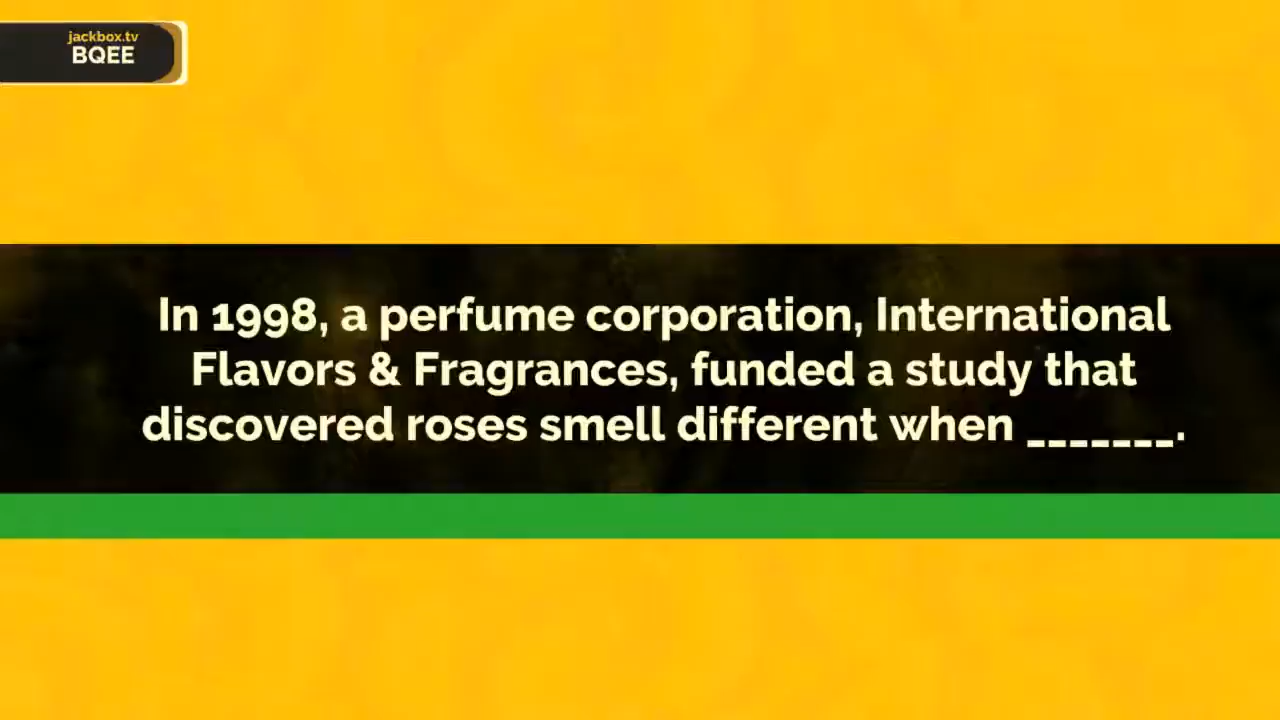 jackbox.tv
BQEE
In 1998, a perfume corporation, International
Flavors & Fragrances, funded a study that
discovered roses smell different when _______.